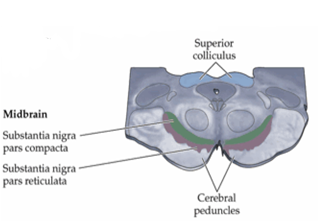 Superior
colliculus
Midbrain
Substantia nigra
pars compacta
Substantia nigra
pars reticulata
Cerebral
peduncles